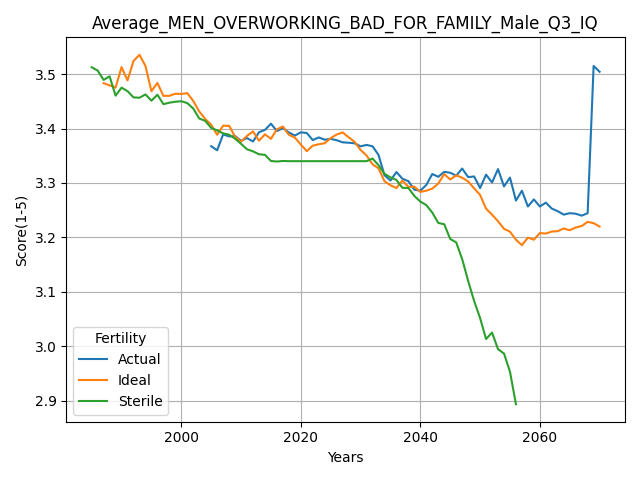 Average_MEN_OVERWORKING_BAD_FOR_FAMILY_Male_Q3_IQ
Score(1-5)
3.5
3.4
3.3
3.2
3.1
3.0
2.9
Fertility
Actual
Ideal
Sterile
2000
2020
2040
2060
Years